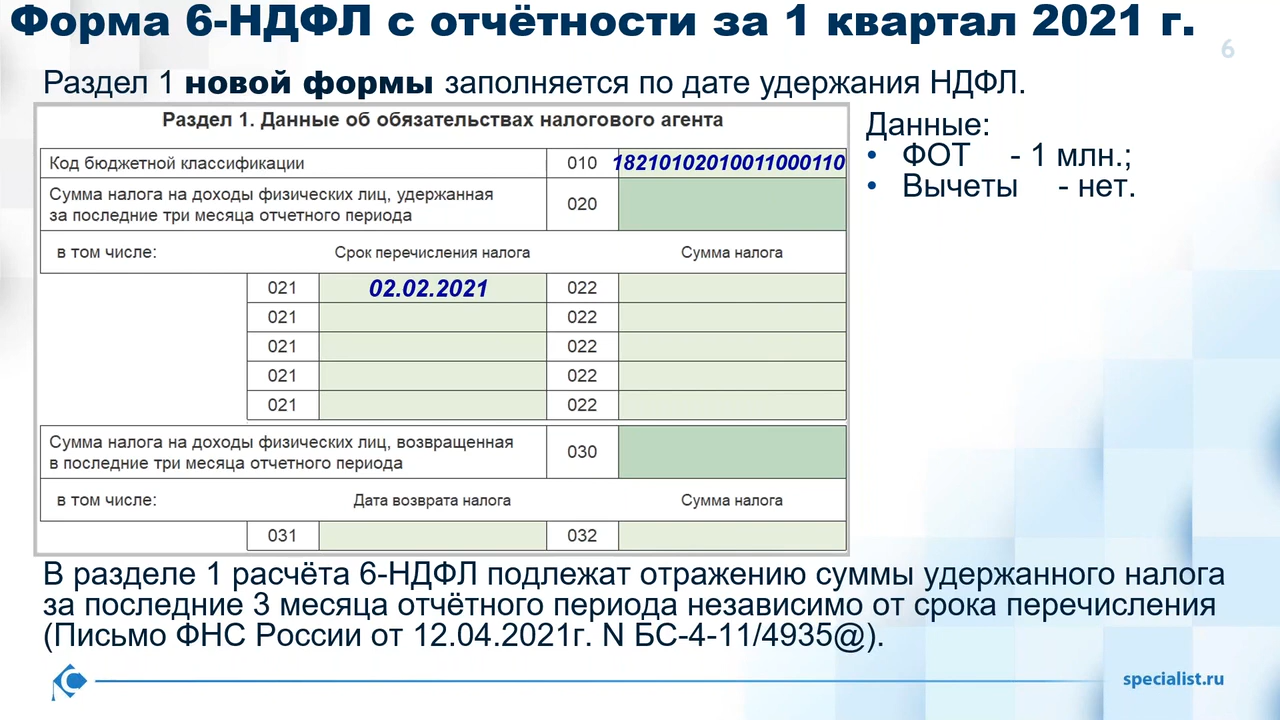 Форма 6-НДФЛ с отчётности за 1 квартал 2021 г.
6
Раздел 1 новой формы заполняется по дате удержания НДФЛ.
Раздел 1. Данные об обязательствах налогового агента
Код бюджетной классификации 010 18210102010011000110
Сумма налога на доходы физических лиц, удержанная
за последние три месяца отчетного периода 020
в том числе: Срок перечисления налога Сумма налога
021 02.02.2021 022
021 022
021 022
021 022
021 022
Сумма налога на доходы физических лиц, возвращенная
в последние три месяца отчетного периода 030
в том числе: Дата возврата налога Сумма налога
031 032
Данные:
• ФОТ - 1 млн.;
• Вычеты - нет.
В разделе 1 расчёта 6-НДФЛ подлежат отражению суммы удержанного налога
за последние 3 месяца отчётного периода независимо от срока перечисления
(Письмо ФНС России от 12.04.2021г. N БС-4-11/4935@).
specialist.ru